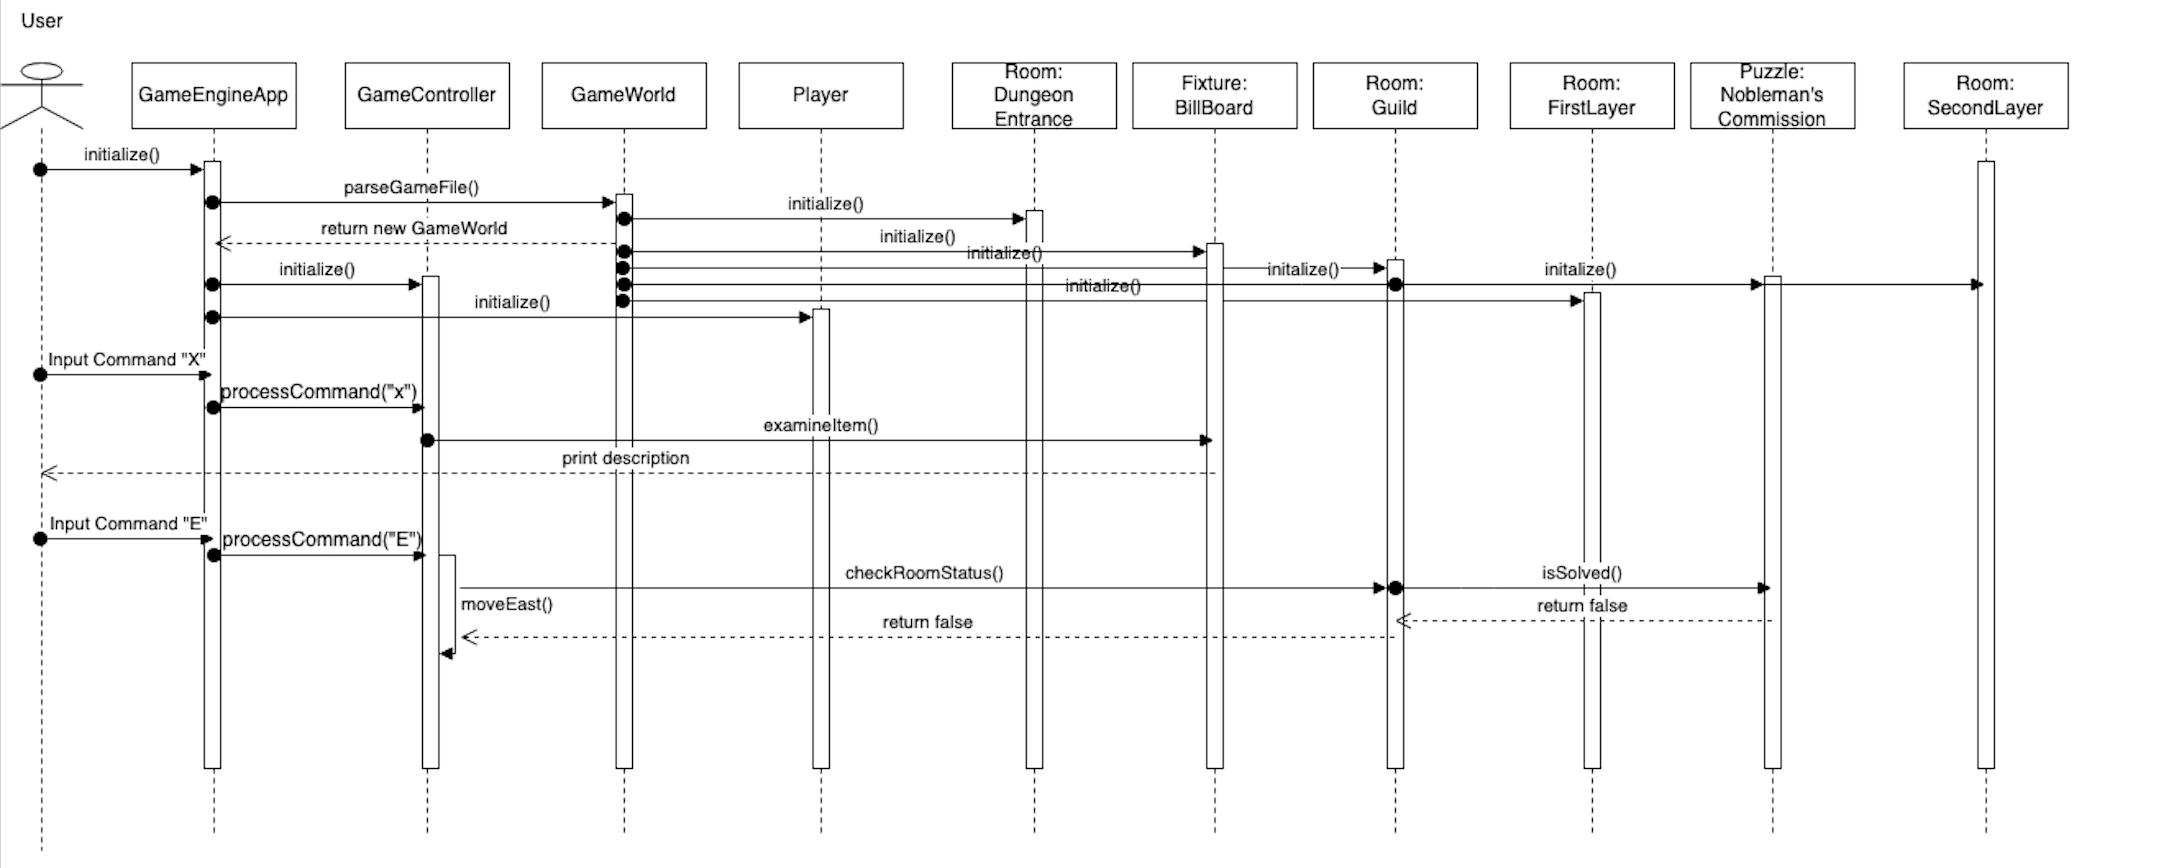 User
GameEngineApp
GameController
GameWorld
Player
Room:
Dungeon
Entrance
Fixture:
BillBoard
Room:
Guild
Room:
FirstLayer
Puzzle:
Nobleman's
Commission
Room:
SecondLayer
initialize()
parseGameFile()
initialize()
return new GameWorld
initialize()
initialize()
initialize()
initalize()
initalize()
initialize()
initialize()
Input Command "X"
processCommand("x")
examineItem()
print description
Input Command "E"
processCommand("E")
checkRoomStatus()
isSolved()
moveEast()
return false
return false